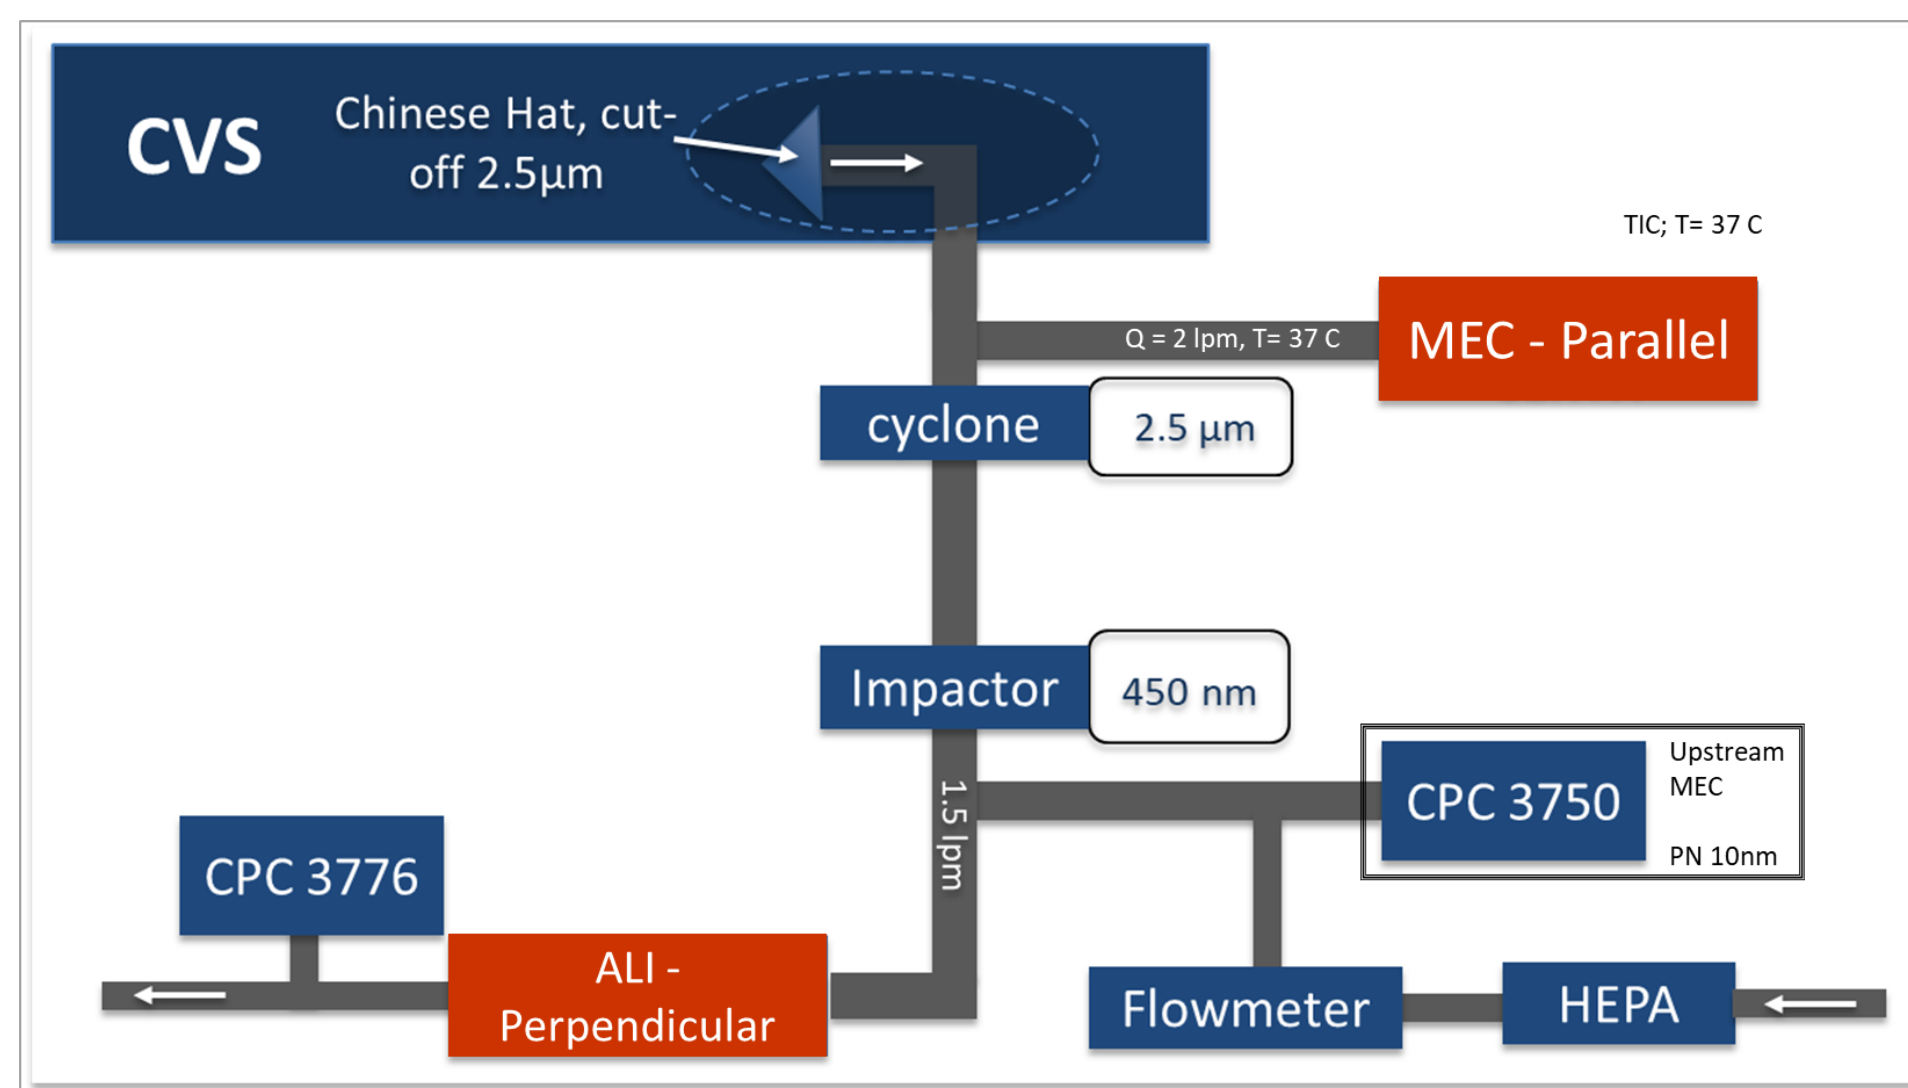 CVS
Chinese Hat, cut-
off 2.5µm
TIC; T= 37 C
Q = 2 lpm, T= 37 C
MEC - Parallel
cyclone
2.5 µm
Impactor
450 nm
1.5 lpm
CPC 3750
Upstream
MEC
PN 10nm
CPC 3776
ALI -
Perpendicular
Flowmeter
HEPA